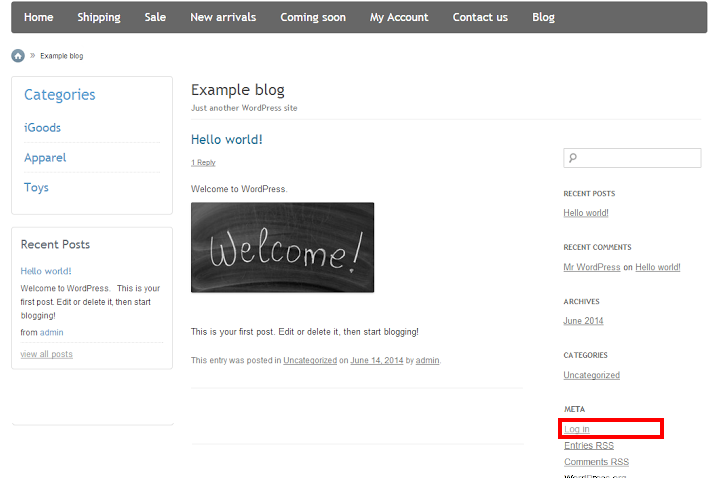 Home Shipping Sale New arrivals Coming soon My Account Contact us Blog
» Example blog
Categories
iGoods
Apparel
Toys
Recent Posts
Hello world!
Welcome to WordPress. This is your
first post. Edit or delete it, then start
blogging!
from admin
view all posts
Example blog
Just another WordPress site
Hello world!
1 Reply
Welcome to WordPress.
Welcome!
This is your first post. Edit or delete it, then start blogging!
This entry was posted in Uncategorized on June 14, 2014 by admin.
RECENT POSTS
Hello world!
RECENT COMMENTS
Mr WordPress on Hello world!
ARCHIVES
June 2014
CATEGORIES
Uncategorized
META
Log in
Entries RSS
Comments RSS
WordPress.org